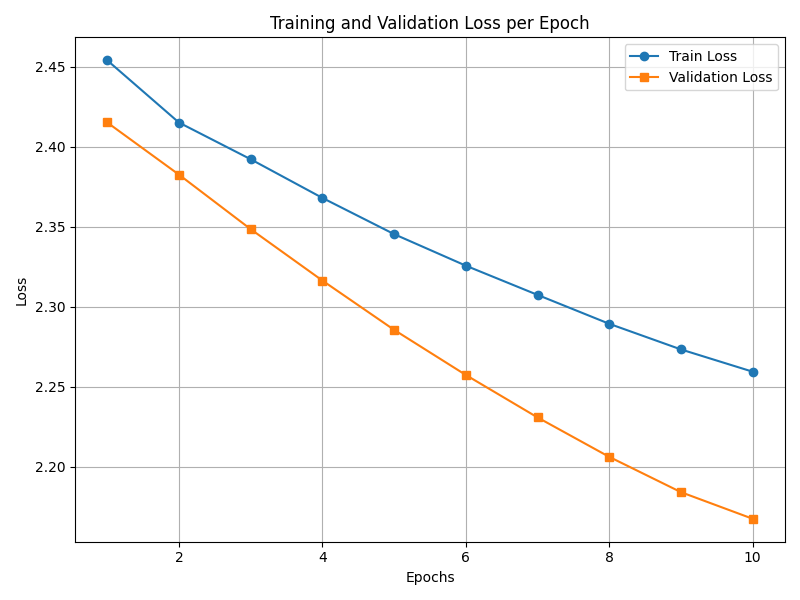 Training and Validation Loss per Epoch
Train Loss
Validation Loss
2.45
2.40
2.35
2.30
2.25
2.20
Loss
2 4 6 8 10
Epochs